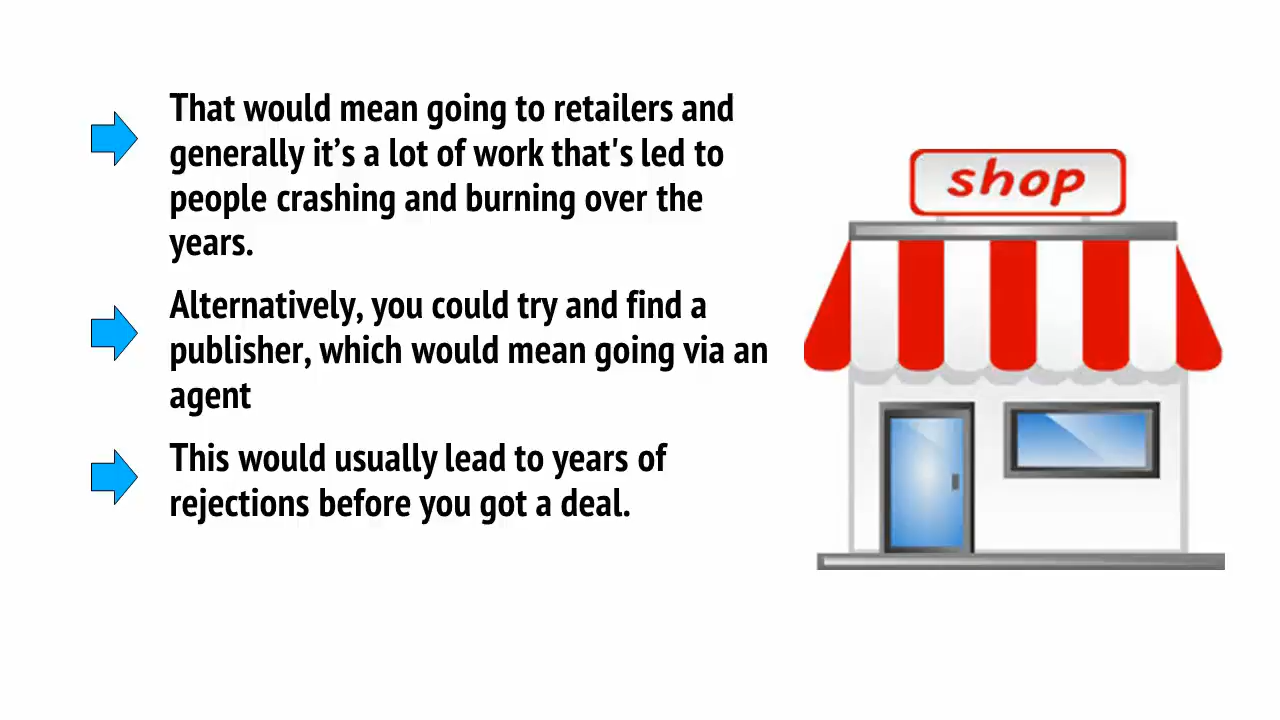 That would mean going to retailers and
generally it’s a lot of work that's led to
people crashing and burning over the
years.
Alternatively, you could try and find a
publisher, which would mean going via an
agent
This would usually lead to years of
rejections before you got a deal.
shop